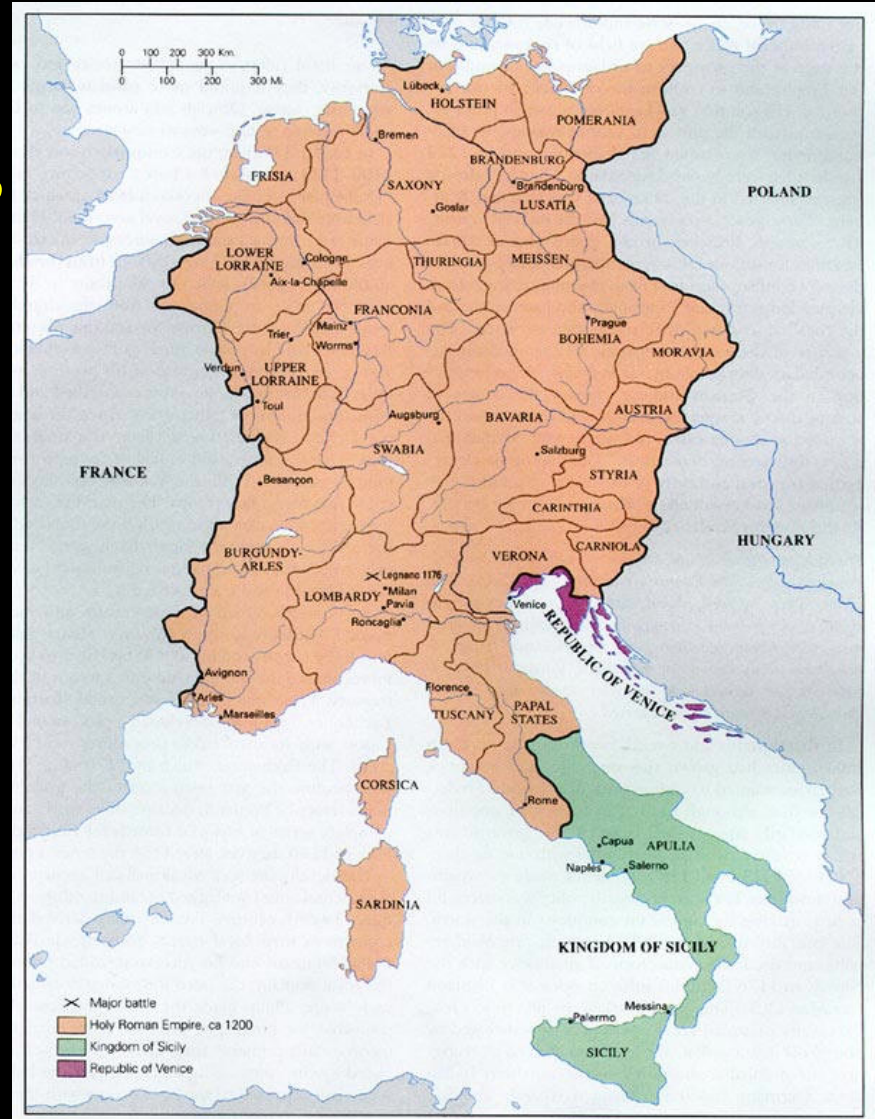 0 100 200 300 Km.
0 100 200 300 Mi.
Lübeck
HOLSTEIN
POMERANIA
Bremen
BRANDENBURG
FRISIA
SAXONY
Brandenburg
POLAND
LUSATIA
Goslar
LOWER
LORRAINE
Cologne
THURINGIA
MEISSEN
Aix-la-Chapelle
FRANCONIA
Mainz
Prague
Trier
Worms
BOHEMIA
MORAVIA
Verdun
UPPER
LORRAINE
Toul
Augsburg
BAVARIA
AUSTRIA
SWABIA
Salzburg
FRANCE
STYRIA
Besançon
CARINTHIA
HUNGARY
BURGUNDY-
ARLES
VERONA
CARNIOLA
Legnano 1176
LOMBARDY
Milan
Pavia
Venice
Roncaglia
REPUBLIC OF VENICE
Avignon
Florence
Arles
TUSCANY
PAPAL
STATES
Marseilles
CORSICA
Rome
Capua
APULIA
Naples
Salerno
SARDINIA
KINGDOM OF SICILY
Major battle
Holy Roman Empire, ca 1200
Messina
Palermo
Kingdom of Sicily
SICILY
Republic of Venice